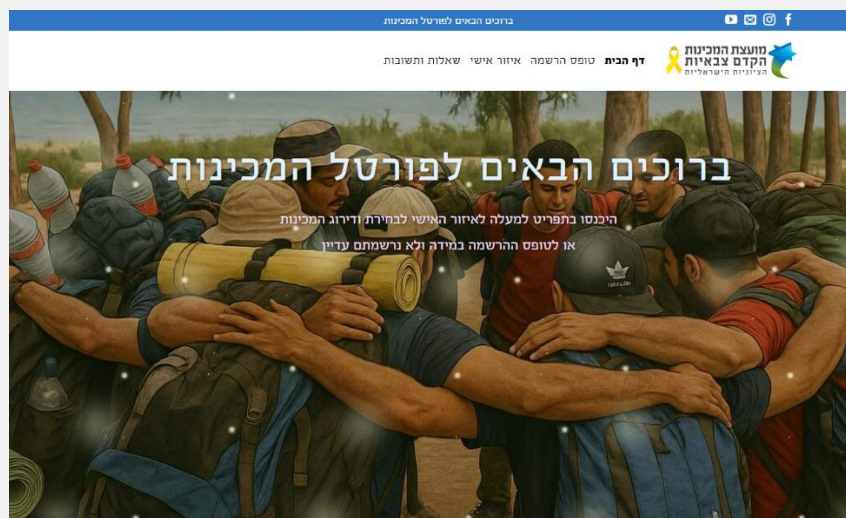 ברוכים הבאים לפורטל המכינות
מועצת המכינות
הקדם צבאיות
הציוניות הישראליות
דף הבית
טופס הרשמה
איזור אישי
שאלות ותשובות
ברוכים הבאים לפורטל המכינות
היכנסו בתפריט למעלה לאיזור האישי לבחירת ודירוג המכינות
או לטופס ההרשמה במידה ולא נרשמתם עדיין